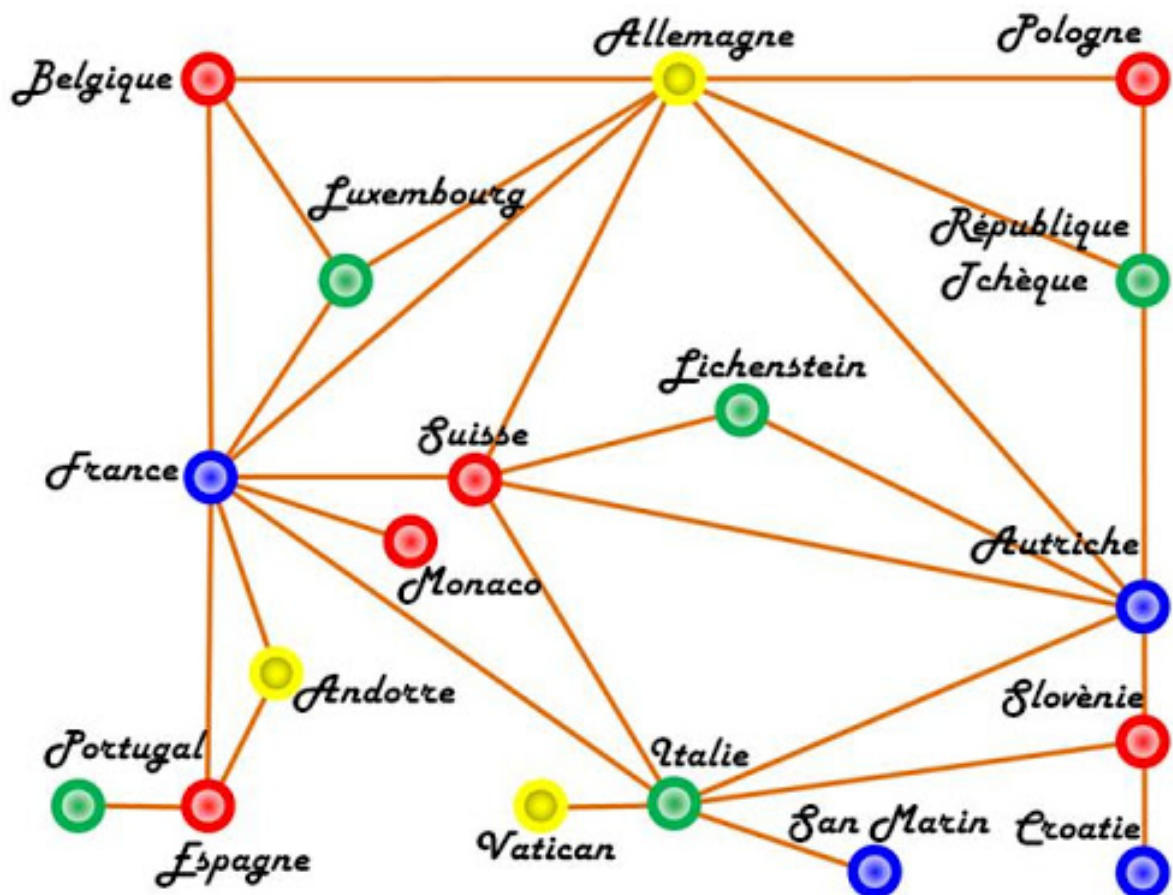 Allemagne
Pologne
Belgique
Luxembourg
République
Tchèque
Lichenstein
Suisse
France
Autriche
Monaco
Andorre
Slovènie
Portugal
Italie
San Marin
Croatie
Vatican
Espagne